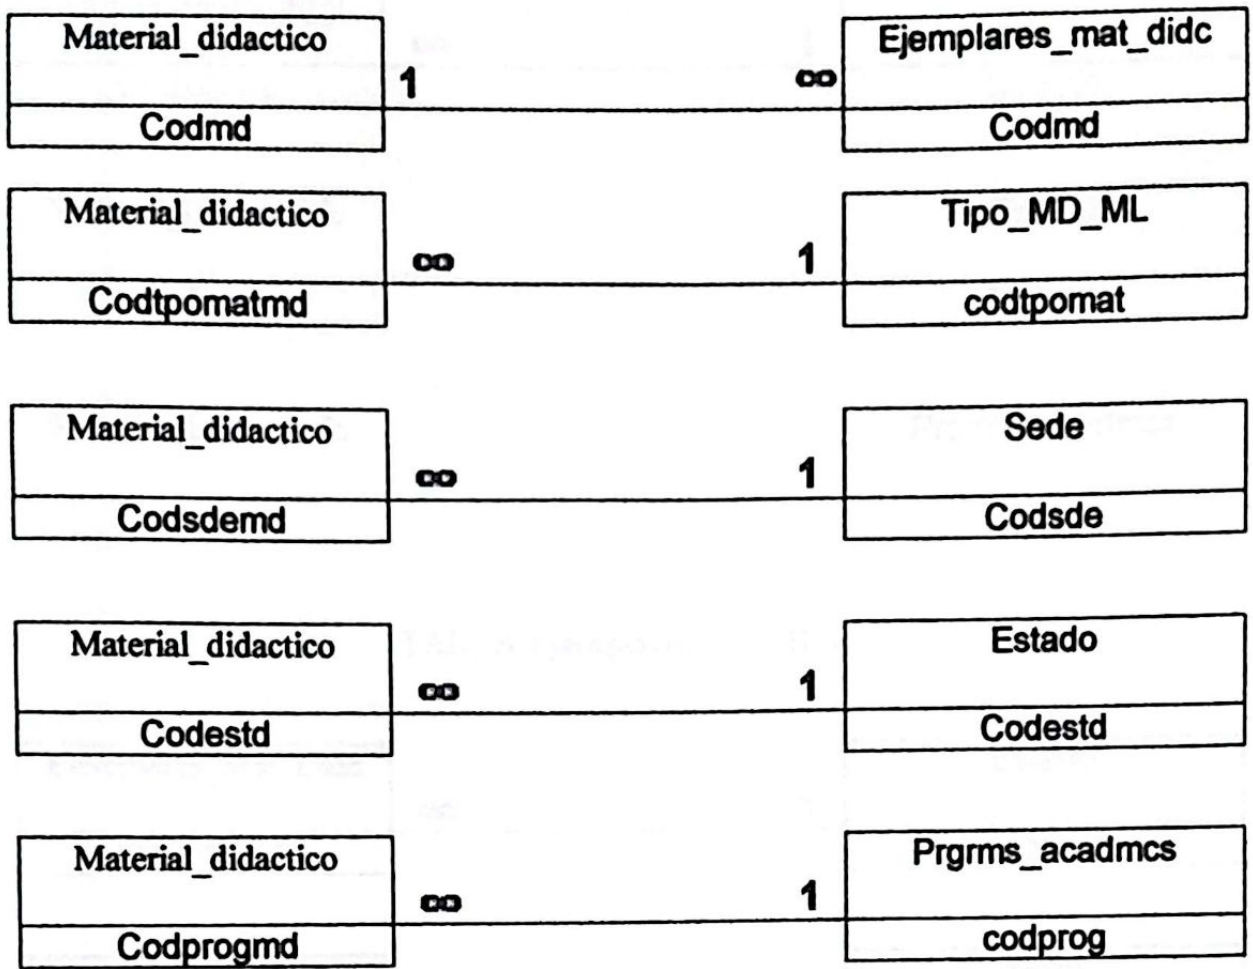 Material_didactico
Ejemplares_mat_didc
1
∞
Codmd
Codmd
Material_didactico
Tipo_MD_ML
∞
1
Codtpomatmd
codtpomat
Material_didactico
Sede
∞
1
Codsdemd
Codsde
Material_didactico
Estado
∞
1
Codestd
Codestd
Material_didactico
Prgrms_acadmcs
∞
1
Codprogmd
codprog